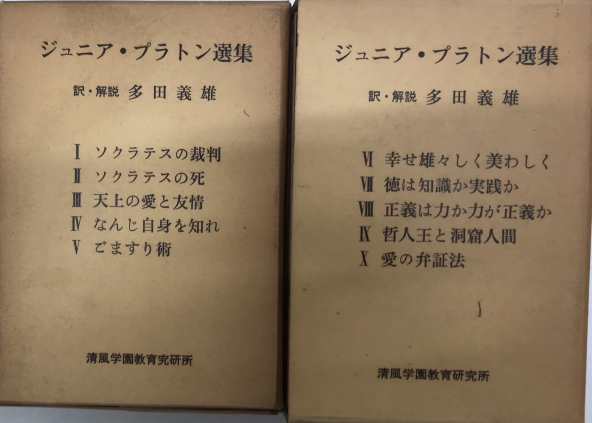 ジュニア・プラトン選集
訳・解説 多田義雄
Ⅰ ソクラテスの裁判
Ⅱ ソクラテスの死
Ⅲ 天上の愛と友情
Ⅳ なんじ自身を知れ
Ⅴ ごますり術
清風学園教育研究所
ジュニア・プラトン選集
訳・解説 多田義雄
Ⅵ 幸せ雄々しく美わしく
Ⅶ 徳は知識か実践か
Ⅷ 正義は力か力が正義か
Ⅸ 哲人王と洞窟人間
Ⅹ 愛の弁証法
清風学園教育研究所